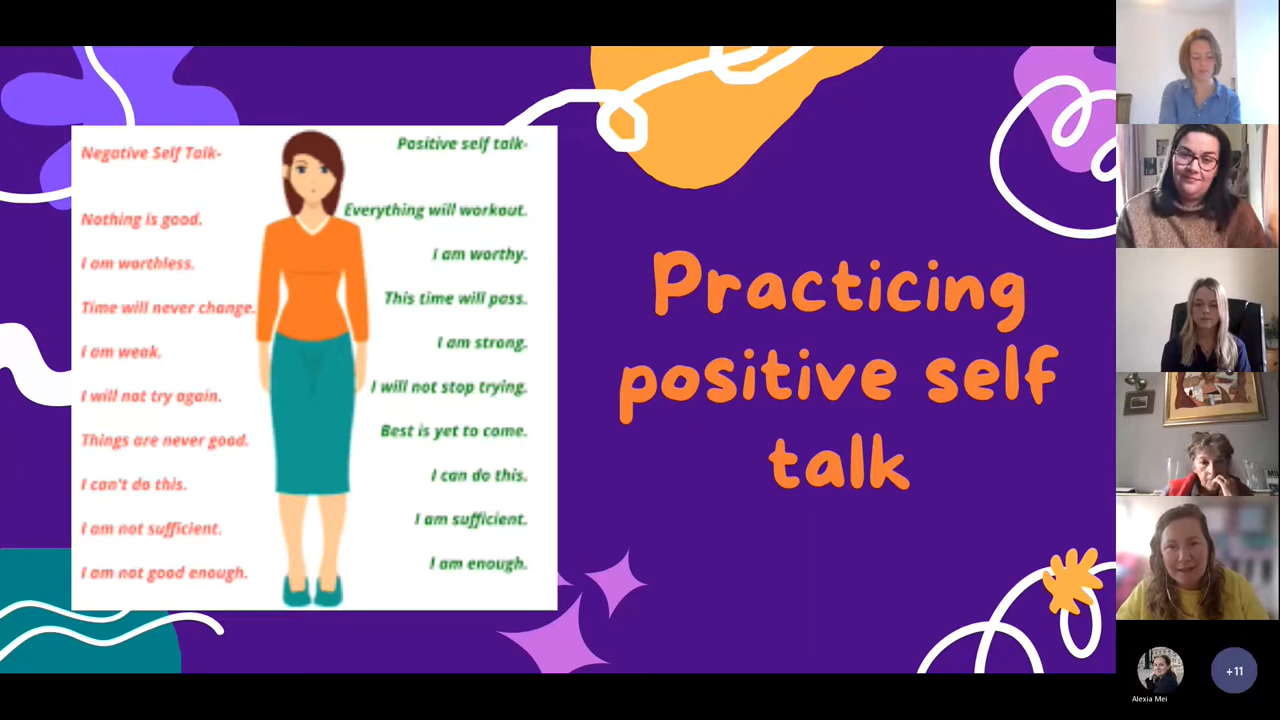 Negative Self Talk-
Nothing is good.
I am worthless.
Time will never change.
I am weak.
I will not try again.
Things are never good.
I can't do this.
I am not sufficient.
I am not good enough.
Positive self talk-
Everything will workout.
I am worthy.
This time will pass.
I am strong.
I will not stop trying.
Best is yet to come.
I can do this.
I am sufficient.
I am enough.
Practicing
positive self
talk
Alexia Mei
+11